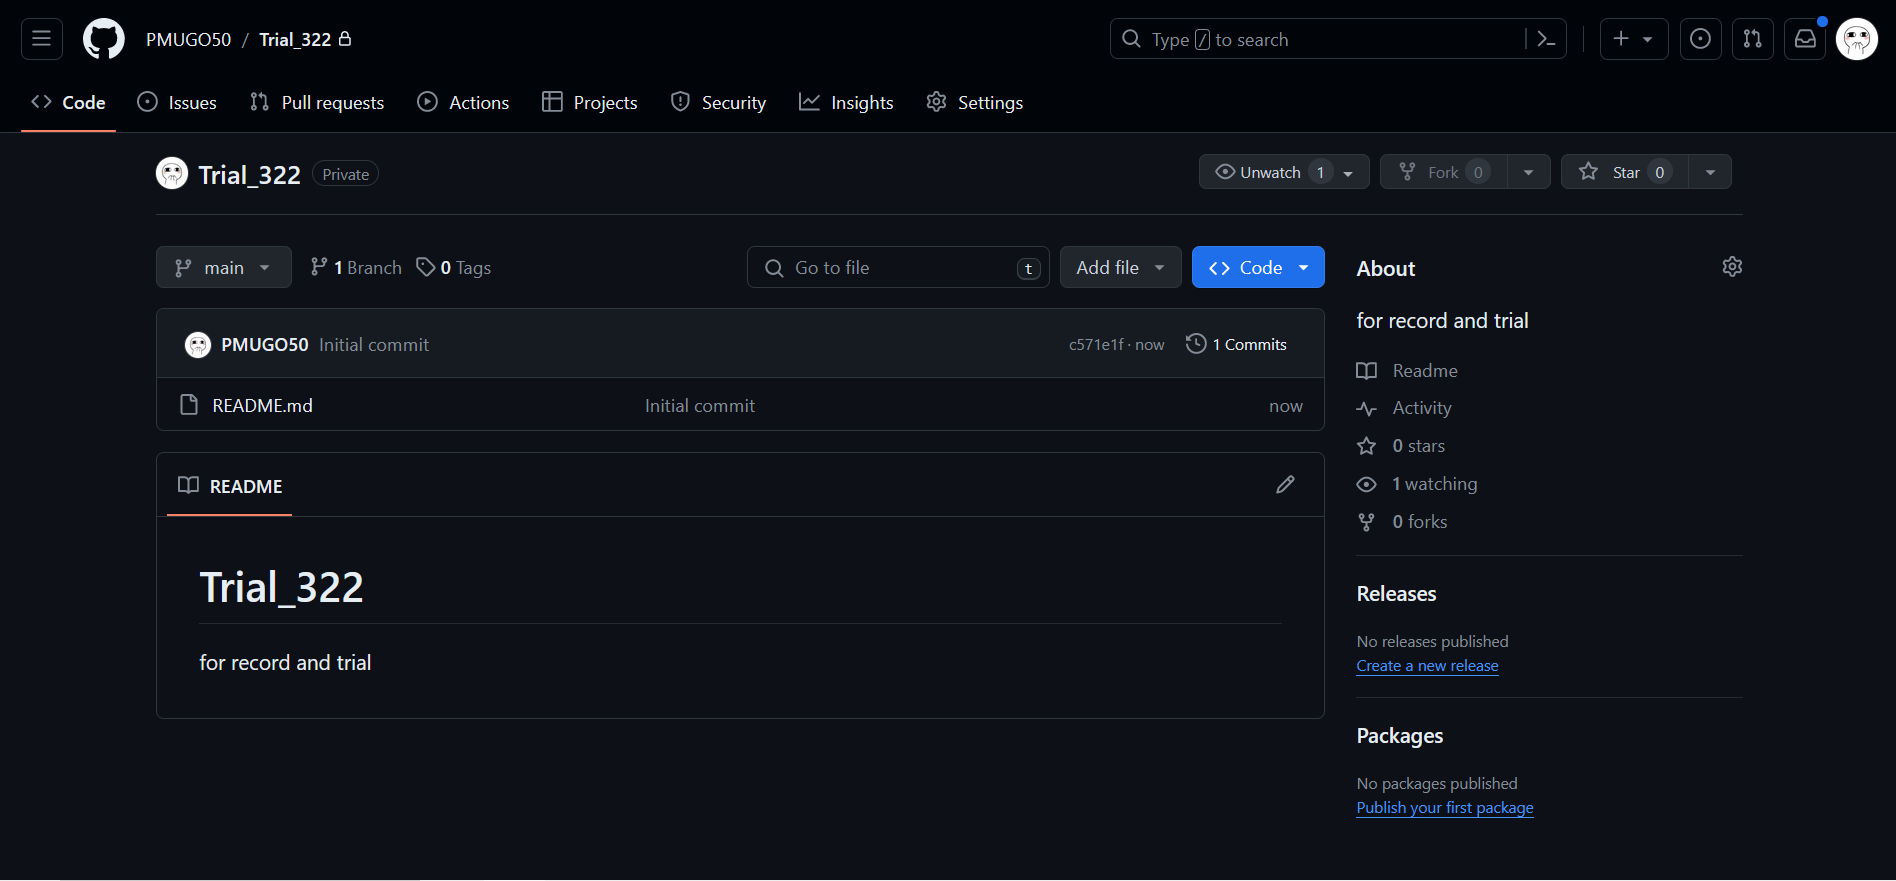 PMUGO50 / Trial_322
Type / to search
Code Issues Pull requests Actions Projects Security Insights Settings
Trial_322 Private
Unwatch 1 Fork 0 Star 0
main 1 Branch 0 Tags
Go to file t Add file Code
PMUGO50 Initial commit c571e1f · now 1 Commits
README.md Initial commit now
README
Trial_322
for record and trial
About
for record and trial
Readme
Activity
0 stars
1 watching
0 forks
Releases
No releases published
Create a new release
Packages
No packages published
Publish your first package